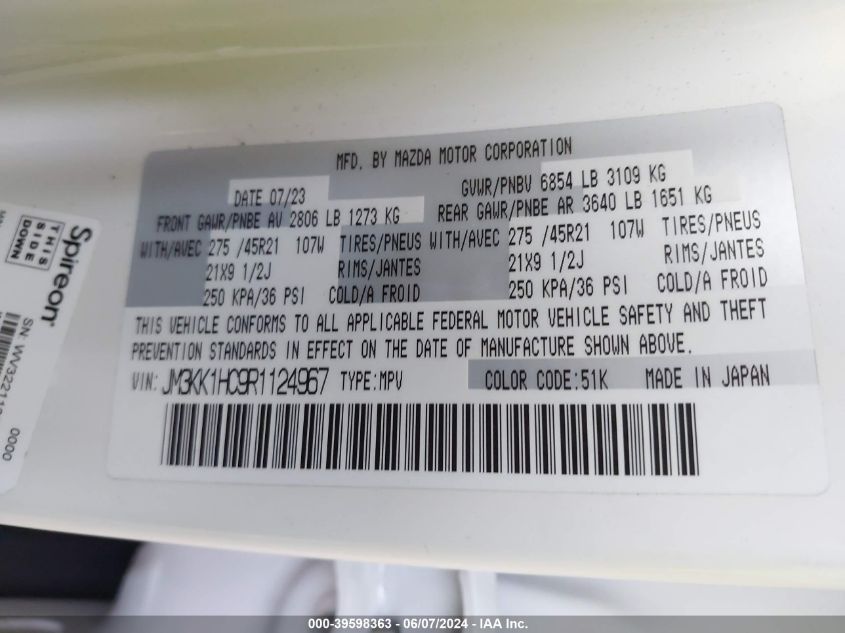 MFD. BY MAZDA MOTOR CORPORATION
DATE 07/23 GVWR/PNBV 6854 LB 3109 KG
FRONT GAWR/PNBE AV 2806 LB 1273 KG REAR GAWR/PNBE AR 3640 LB 1651 KG
WITH/AVEC 275 /45R21 107W TIRES/PNEUS WITH/AVEC 275 /45R21 107W TIRES/PNEUS
21X9 1/2J RIMS/JANTES 21X9 1/2J RIMS/JANTES
250 KPA/36 PSI COLD/A FROID 250 KPA/36 PSI COLD/A FROID
THIS VEHICLE CONFORMS TO ALL APPLICABLE FEDERAL MOTOR VEHICLE SAFETY AND THEFT
PREVENTION STANDARDS IN EFFECT ON THE DATE OF MANUFACTURE SHOWN ABOVE.
VIN: JM3KK1HC9R1124967 TYPE:MPV COLOR CODE:51K MADE IN JAPAN
THIS
SIDE
DOWN
Spireon
SN:
0000
000-39598363 - 06/07/2024 - IAA Inc.